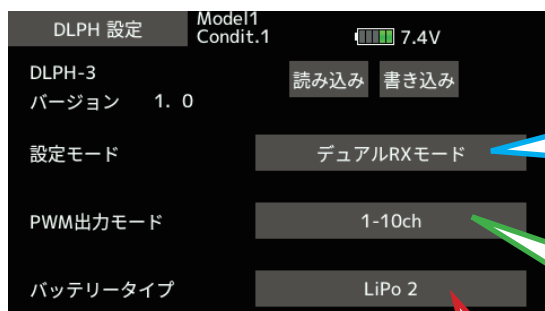 DLPH 設定
Model1
Condit.1
7.4V
DLPH-3
読み込み 書き込み
バージョン 1. 0
設定モード デュアルRXモード
PWM出力モード 1-10ch
バッテリータイプ LiPo 2